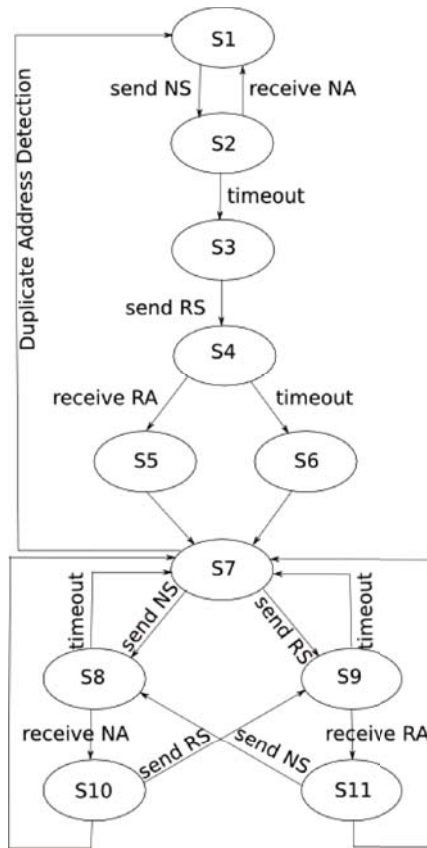 S1
send NS
receive NA
S2
timeout
S3
send RS
S4
receive RA
timeout
S5
S6
Duplicate Address Detection
S7
timeout
send NS
send RS
timeout
S8
S9
receive NA
send RS
send NS
receive RA
S10
S11